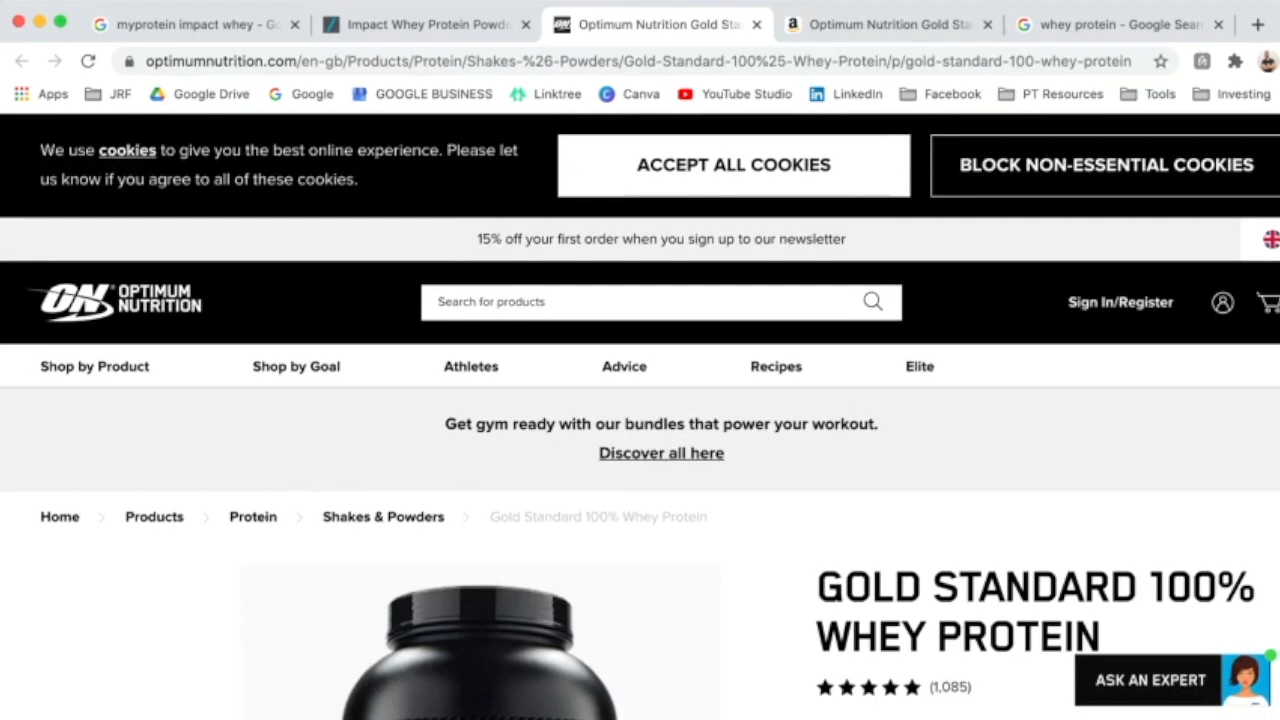 myprotein impact whey - Go
Impact Whey Protein Powde
Optimum Nutrition Gold Sta
Optimum Nutrition Gold Sta
whey protein - Google Sear
optimumnutrition.com/en-gb/Products/Protein/Shakes-%26-Powders/Gold-Standard-100%25-Whey-Protein/p/gold-standard-100-whey-protein
Apps JRF Google Drive Google GOOGLE BUSINESS Linktree Canva YouTube Studio LinkedIn Facebook PT Resources Tools Investing
We use cookies to give you the best online experience. Please let
us know if you agree to all of these cookies.
ACCEPT ALL COOKIES
BLOCK NON-ESSENTIAL COOKIES
15% off your first order when you sign up to our newsletter
ON OPTIMUM
NUTRITION
Search for products
Sign In/Register
Shop by Product Shop by Goal Athletes Advice Recipes Elite
Get gym ready with our bundles that power your workout.
Discover all here
Home Products Protein Shakes & Powders Gold Standard 100% Whey Protein
GOLD STANDARD 100%
WHEY PROTEIN
(1,085)
ASK AN EXPERT